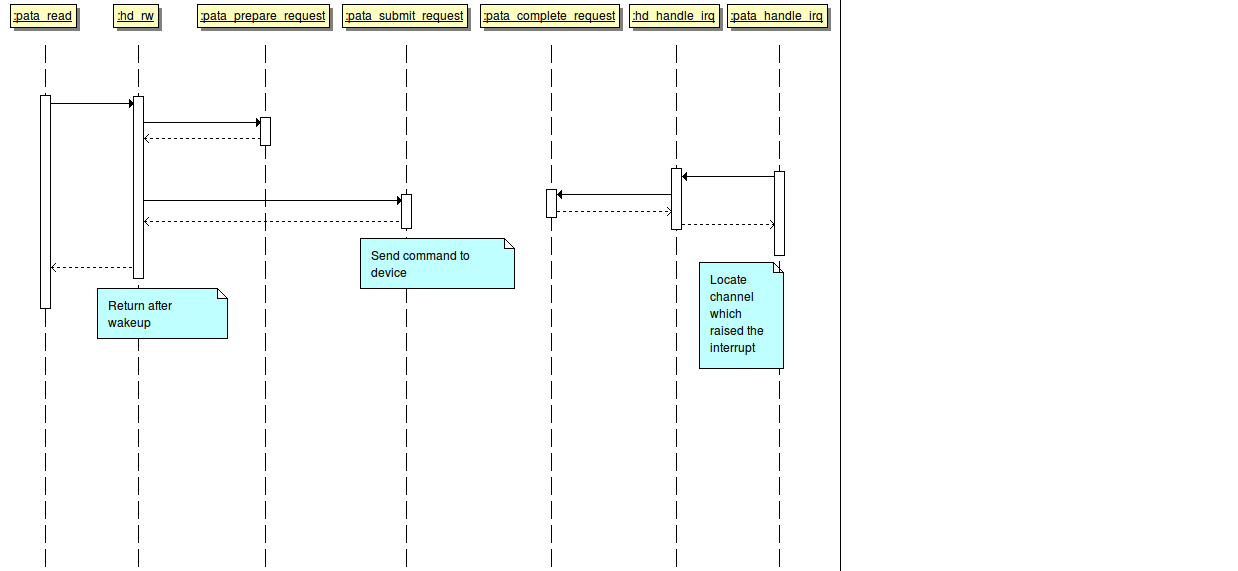 :pata_read :hd_rw :pata_prepare_request :pata_submit_request :pata_complete_request :hd_handle_irq :pata_handle_irq
Send command to
device
Return after
wakeup
Locate
channel
which
raised the
interrupt